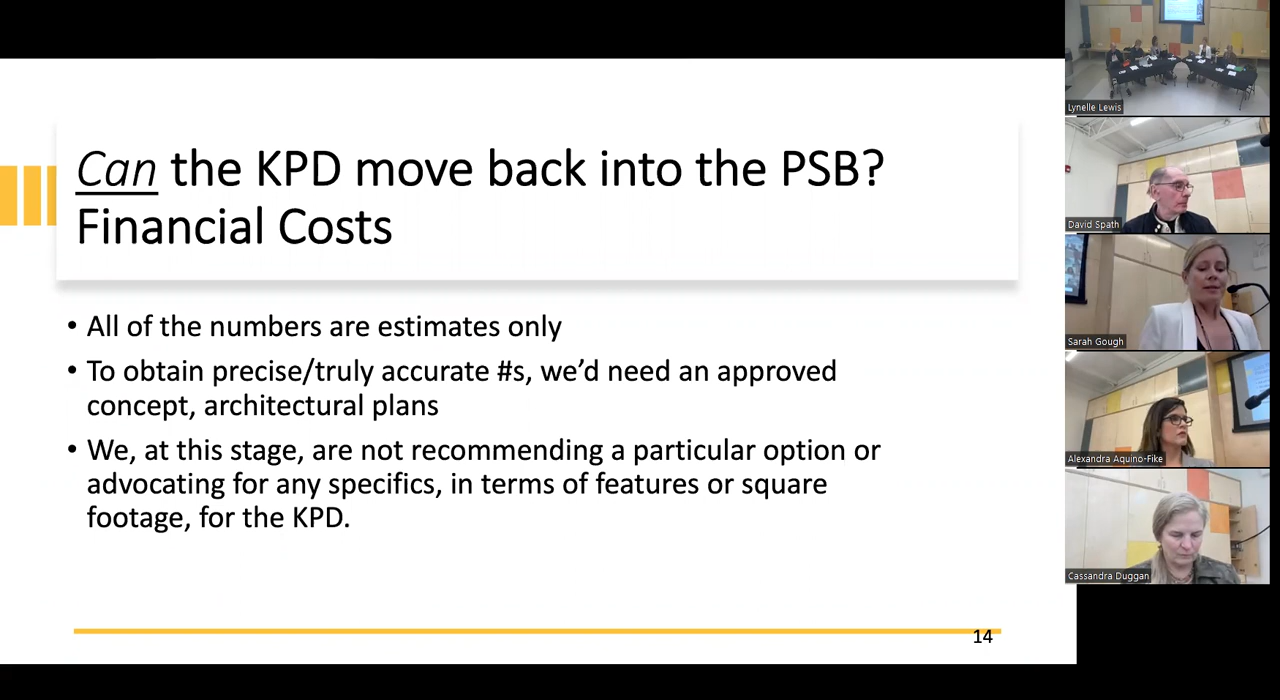 Can the KPD move back into the PSB?
Financial Costs
• All of the numbers are estimates only
• To obtain precise/truly accurate #s, we’d need an approved
concept, architectural plans
• We, at this stage, are not recommending a particular option or
advocating for any specifics, in terms of features or square
footage, for the KPD.
14
Lynelle Lewis
David Spath
Sarah Gough
Alexandra Aquino-Fike
Cassandra Duggan